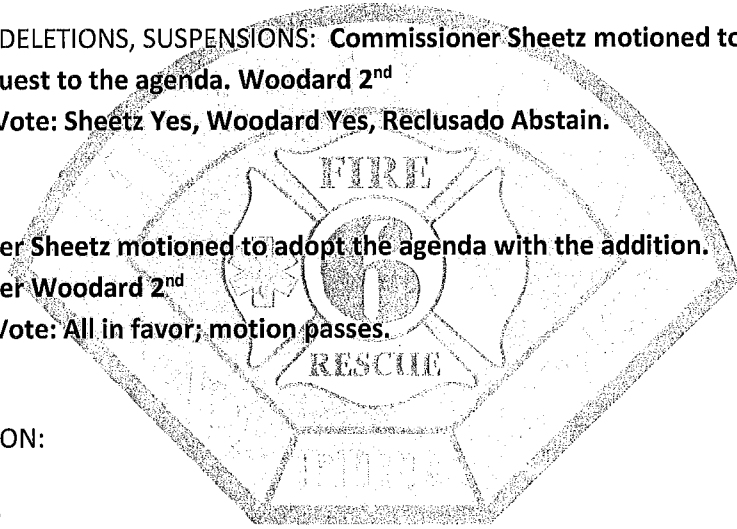 DELETIONS, SUSPENSIONS: Commissioner Sheetz motioned to
uest to the agenda. Woodard 2nd
Vote: Sheetz Yes, Woodard Yes, Reclusado Abstain.
FIRE
6
er Sheetz motioned to adopt the agenda with the addition.
er Woodard 2nd
Vote: All in favor; motion passes.
RESCUE
ON: